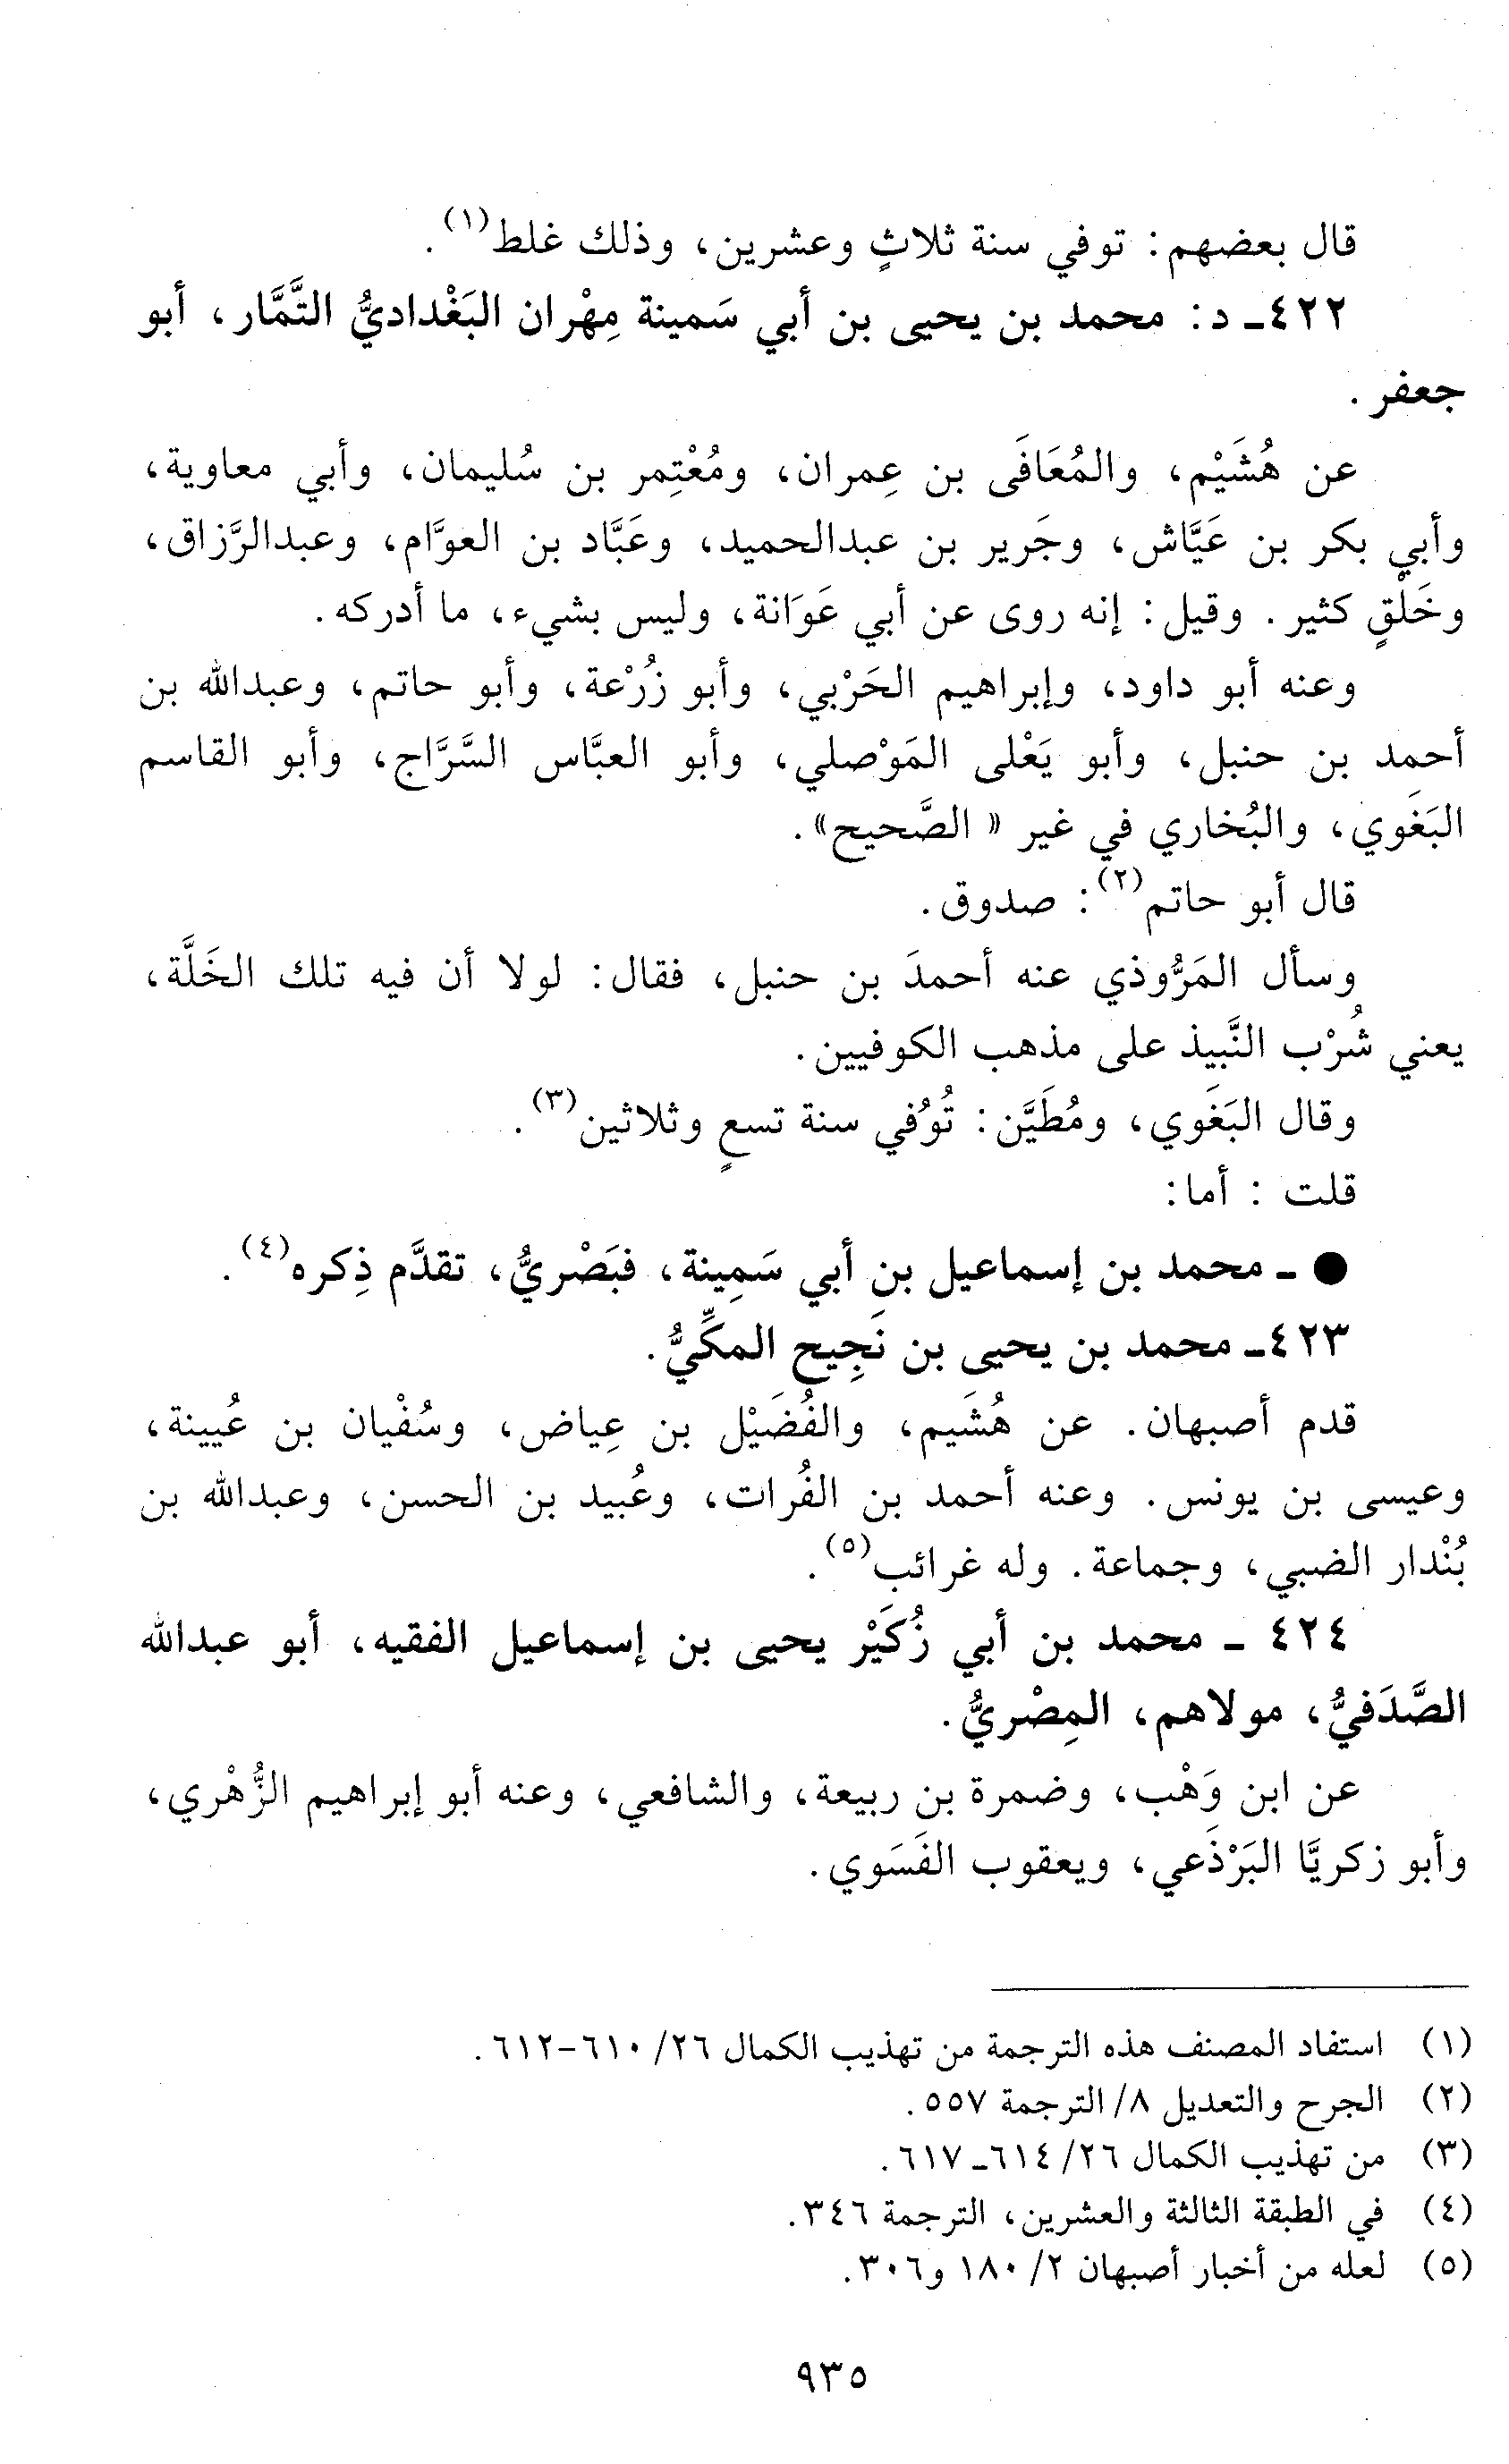 قال بعضهم: توفي سنة ثلاثٍ وعشرين، وذلك غلط(١).
٤٢٢- د: محمد بن يحيى بن أبي سَمينة مِهْران البَغْداديُّ التَّمَّار، أبو
جعفر.
عن هُشَيْم، والمُعَافَى بن عِمران، ومُعْتِمر بن سُليمان، وأبي معاوية،
وأبي بكر بن عَيَّاش، وجَرير بن عبدالحميد، وعَبَّاد بن العوَّام، وعبدالرَّزاق،
وخَلْقٍ كثير. وقيل: إنه روى عن أبي عَوَانة، وليس بشيء، ما أدركه.
وعنه أبو داود، وإبراهيم الحَرْبي، وأبو زُرْعة، وأبو حاتم، وعبدالله بن
أحمد بن حنبل، وأبو يَعْلى المَوْصلي، وأبو العبَّاس السَّرَّاج، وأبو القاسم
البَغَوي، والبُخاري في غير «الصَّحيح».
قال أبو حاتم(٢): صدوق.
وسأل المَرُّوذي عنه أحمدَ بن حنبل، فقال: لولا أن فيه تلك الخَلَّة،
يعني شُرْب النَّبيذ على مذهب الكوفيين.
وقال البَغَوي، ومُطَيَّن: تُوُفي سنة تسعٍ وثلاثين(٣).
قلت : أما:
● - محمد بن إسماعيل بن أبي سَمِينة، فبَصْريُّ، تقدَّم ذِكره(٤).
٤٢٣- محمد بن يحيى بن نَجِيح المكِّيُّ.
قدم أصبهان. عن هُشَيم، والفُضَيْل بن عِياض، وسُفْيان بن عُيينة،
وعيسى بن يونس. وعنه أحمد بن الفُرات، وعُبيد بن الحسن، وعبدالله بن
بُنْدار الضبي، وجماعة. وله غرائب(٥).
٤٢٤ - محمد بن أبي زُكَيْر يحيى بن إسماعيل الفقيه، أبو عبدالله
الصَّدَفيُّ، مولاهم، المِصْريُّ.
عن ابن وَهْب، وضمرة بن ربيعة، والشافعي، وعنه أبو إبراهيم الزُّهْري،
وأبو زكريَّا البَرْذَعي، ويعقوب الفَسَوي.
(١) استفاد المصنف هذه الترجمة من تهذيب الكمال ٢٦/ ٦١٠-٦١٢.
(٢) الجرح والتعديل ٨/ الترجمة ٥٥٧.
(٣) من تهذيب الكمال ٢٦/ ٦١٤-٦١٧.
(٤) في الطبقة الثالثة والعشرين، الترجمة ٣٤٦.
(٥) لعله من أخبار أصبهان ٢/ ١٨٠ و٣٠٦.
٩٣٥